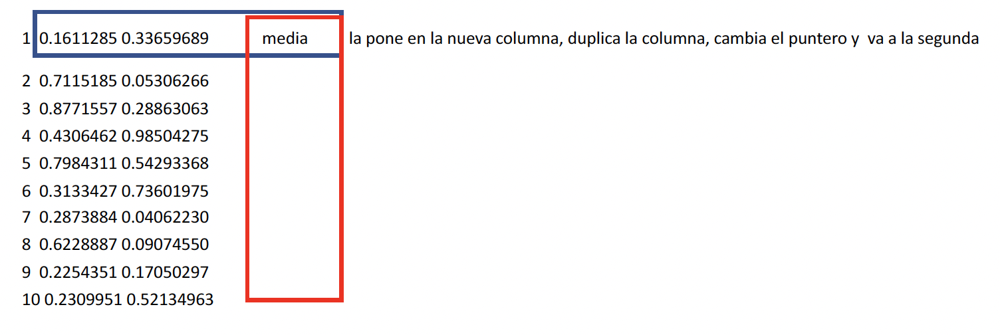 1 0.1611285 0.33659689 media la pone en la nueva columna, duplica la columna, cambia el puntero y va a la segunda
2 0.7115185 0.05306266
3 0.8771557 0.28863063
4 0.4306462 0.98504275
5 0.7984311 0.54293368
6 0.3133427 0.73601975
7 0.2873884 0.04062230
8 0.6228887 0.09074550
9 0.2254351 0.17050297
10 0.2309951 0.52134963